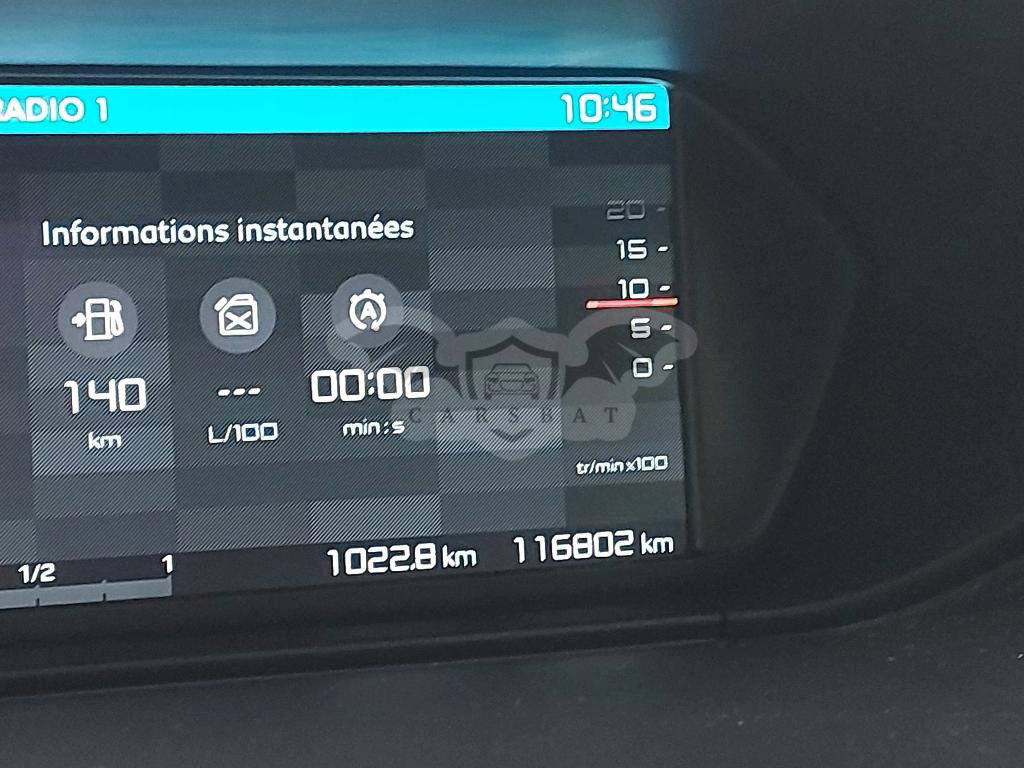 RADIO 1
10:46
Informations instantanées
20 -
15 -
10 -
5 -
0 -
A
140
---
00:00
km
L/100
min:s
CARSBAT
tr/min x100
1/2
1
1022.8 km
116802 km